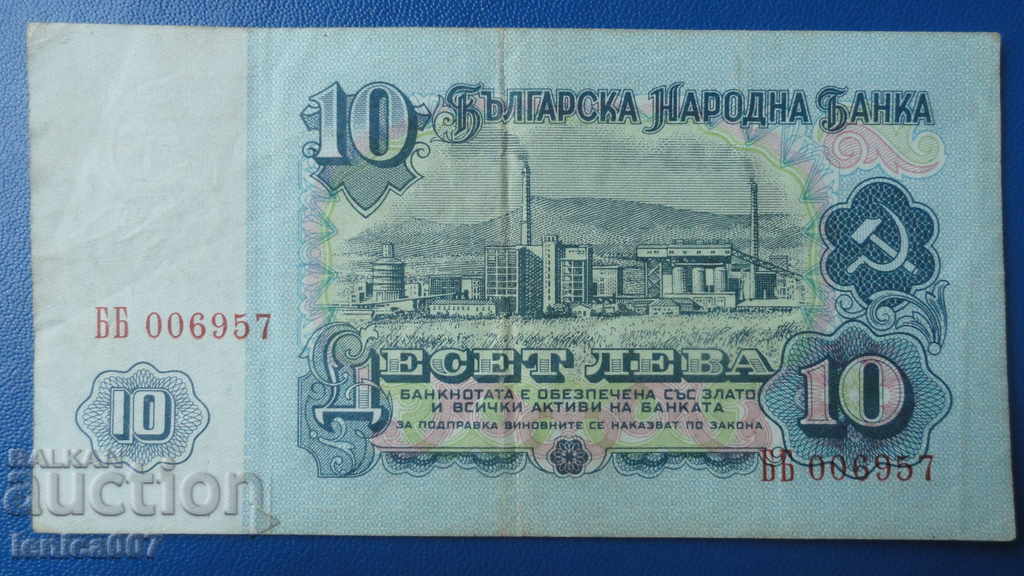 10 БЪЛГАРСКА НАРОДНА БАНКА
ББ 006957
ДЕСЕТ ЛЕВА
10
БАНКНОТАТА Е ОБЕЗПЕЧЕНА СЪС ЗЛАТО
И ВСИЧКИ АКТИВИ НА БАНКАТА
ЗА ПОДПРАВКА ВИНОВНИТЕ СЕ НАКАЗВАТ ПО ЗАКОНА
10
ББ 006957
BALKAN
auction
ienica007